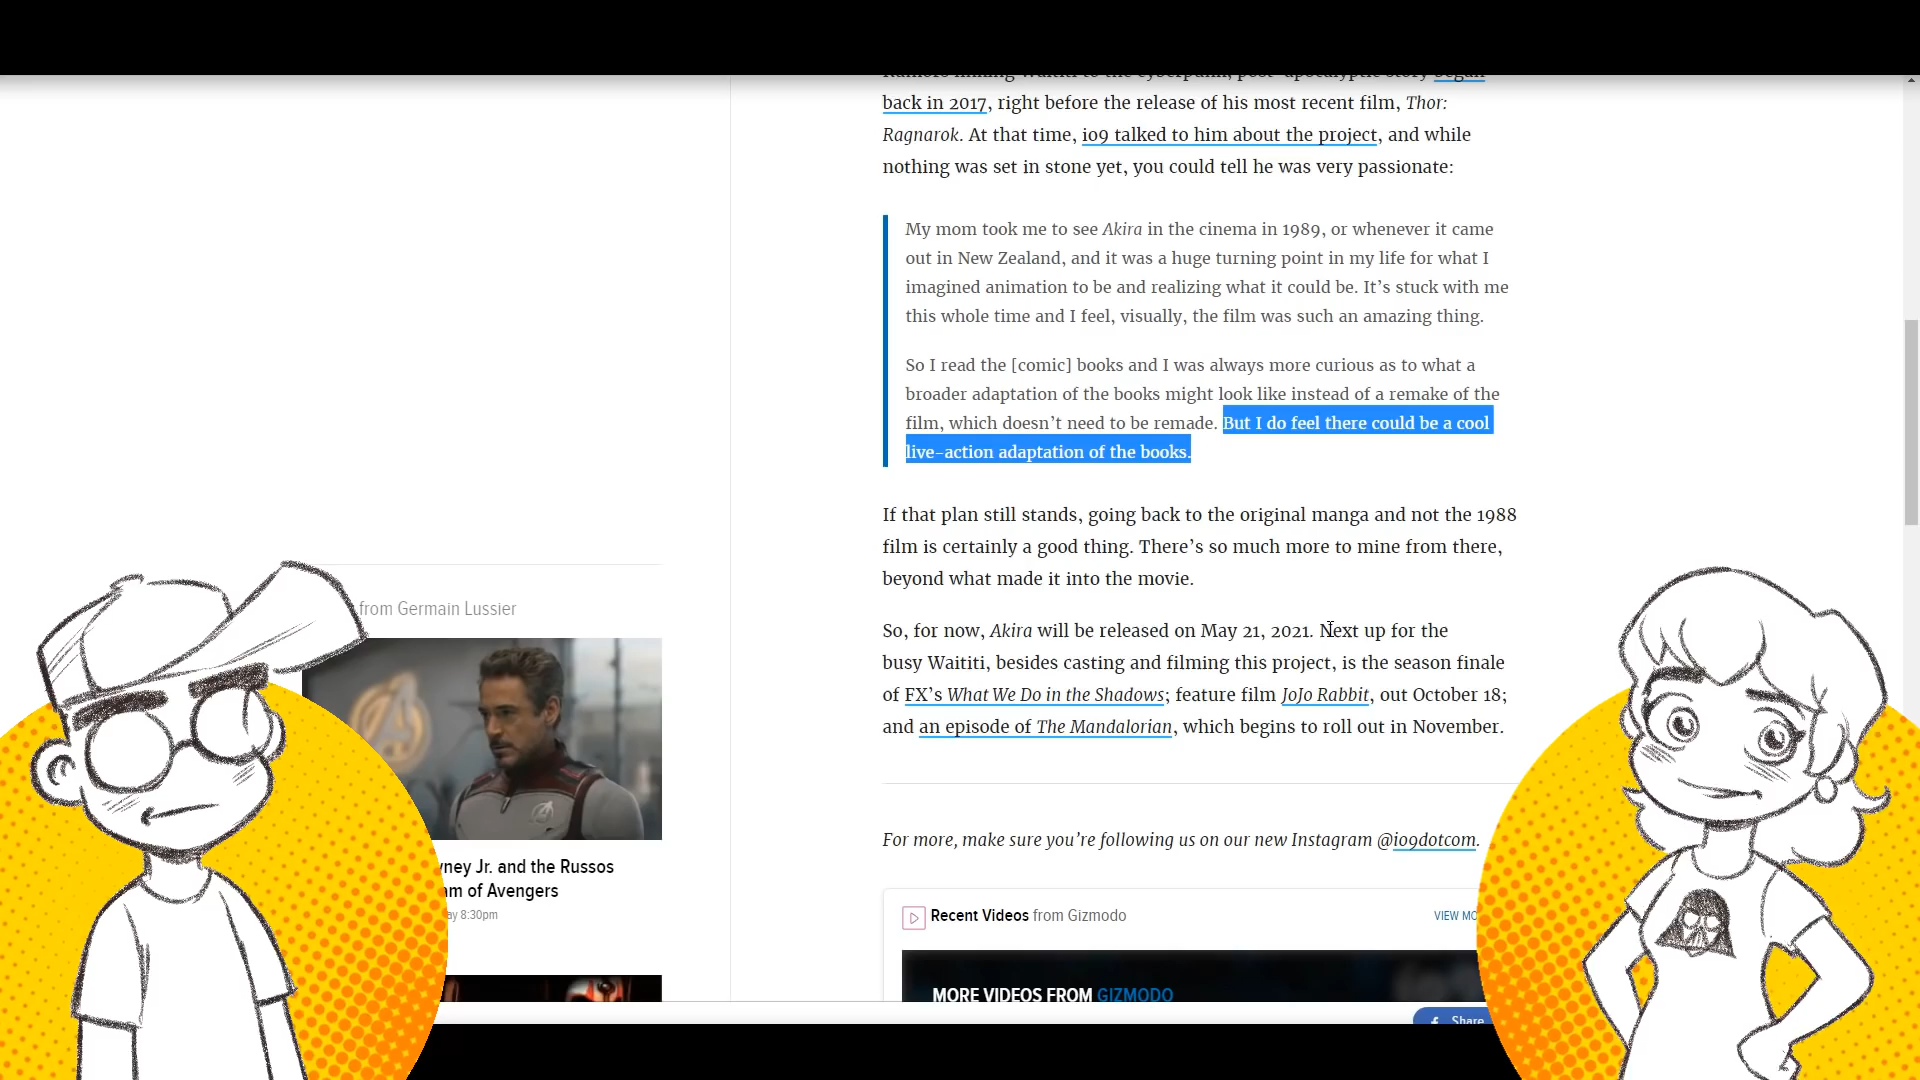 back in 2017, right before the release of his most recent film, Thor:
Ragnarok. At that time, io9 talked to him about the project, and while
nothing was set in stone yet, you could tell he was very passionate:
My mom took me to see Akira in the cinema in 1989, or whenever it came
out in New Zealand, and it was a huge turning point in my life for what I
imagined animation to be and realizing what it could be. It’s stuck with me
this whole time and I feel, visually, the film was such an amazing thing.
So I read the [comic] books and I was always more curious as to what a
broader adaptation of the books might look like instead of a remake of the
film, which doesn’t need to be remade. But I do feel there could be a cool
live-action adaptation of the books.
If that plan still stands, going back to the original manga and not the 1988
film is certainly a good thing. There’s so much more to mine from there,
beyond what made it into the movie.
So, for now, Akira will be released on May 21, 2021. Next up for the
busy Waititi, besides casting and filming this project, is the season finale
of FX’s What We Do in the Shadows; feature film JoJo Rabbit, out October 18;
and an episode of The Mandalorian, which begins to roll out in November.
For more, make sure you’re following us on our new Instagram @io9dotcom.
Recent Videos from Gizmodo
VIEW MO
MORE VIDEOS FROM GIZMODO
Share
from Germain Lussier
ney Jr. and the Russos
m of Avengers
ay 8:30pm